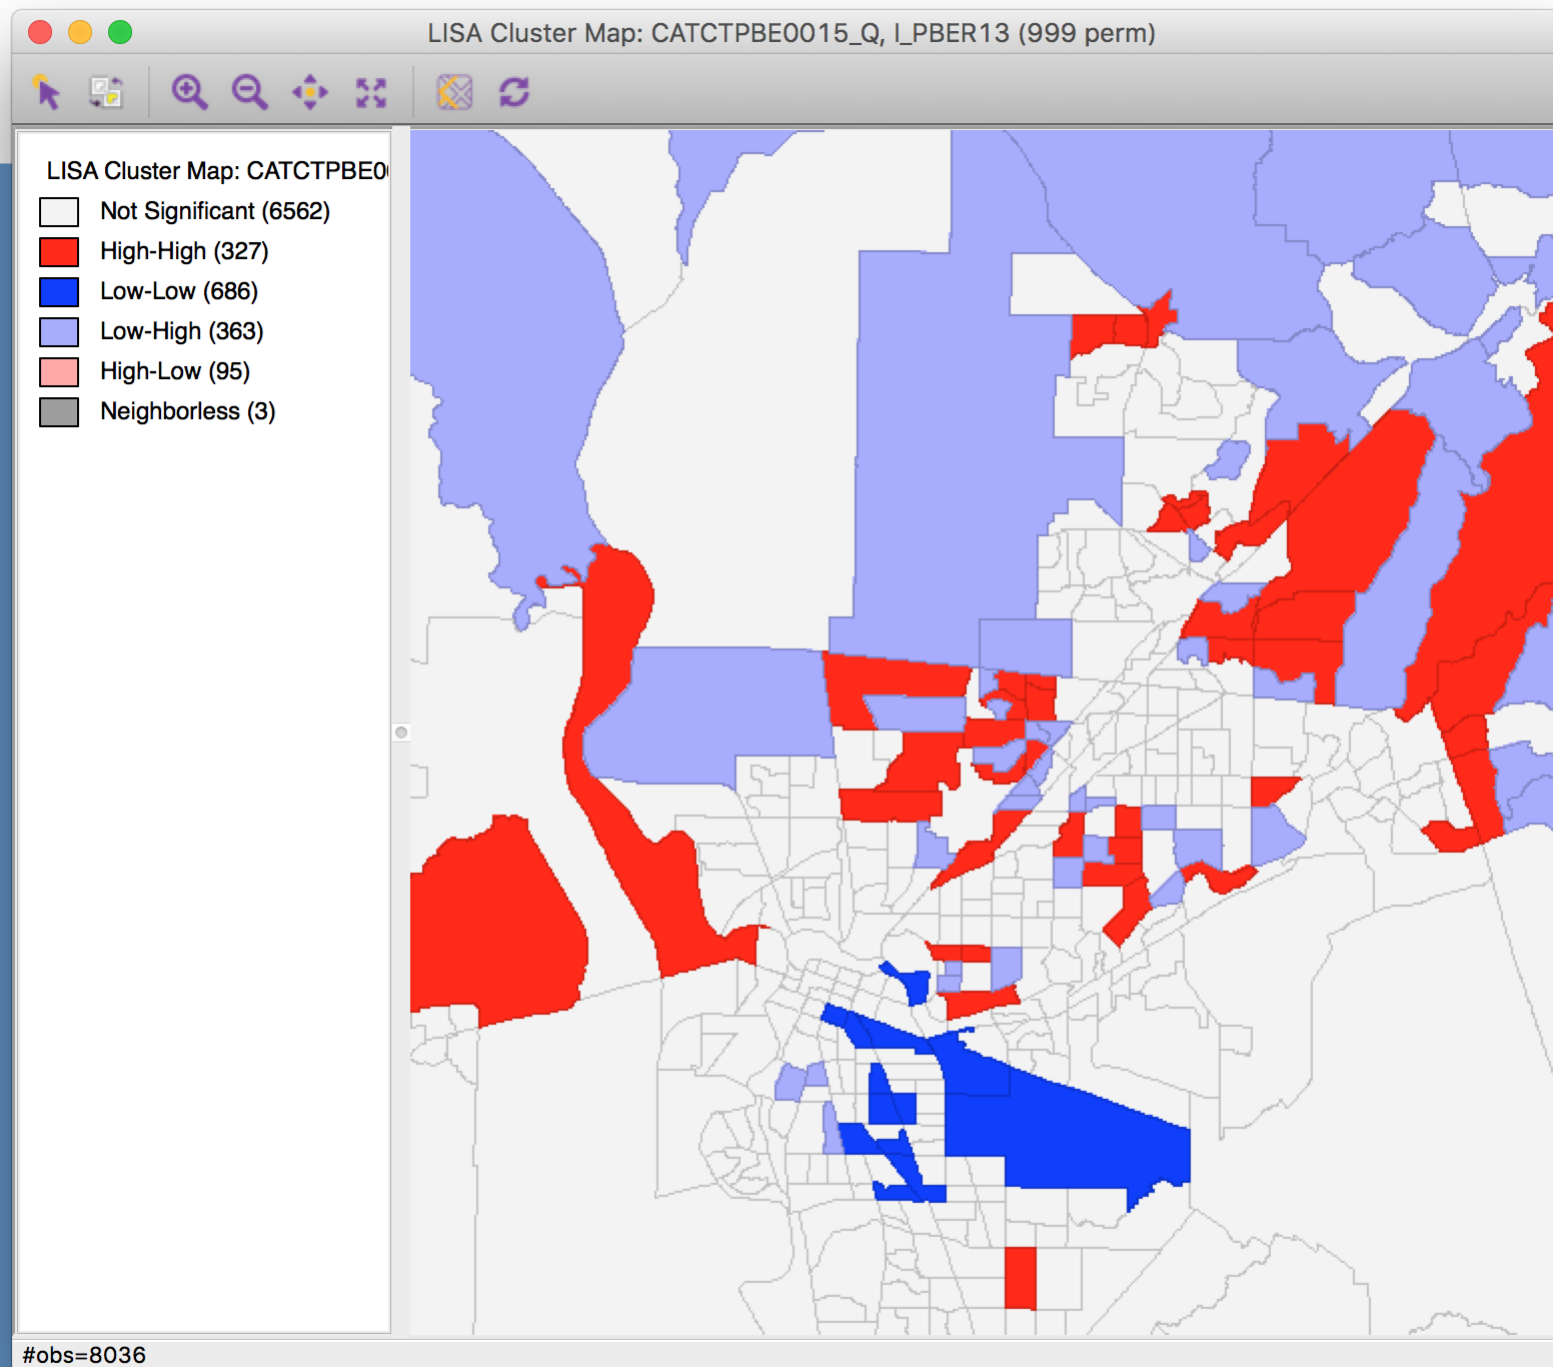 LISA Cluster Map: CATCTPBE0015_Q, I_PBER13 (999 perm)
LISA Cluster Map: CATCTPBE0
Not Significant (6562)
High-High (327)
Low-Low (686)
Low-High (363)
High-Low (95)
Neighborless (3)
#obs=8036